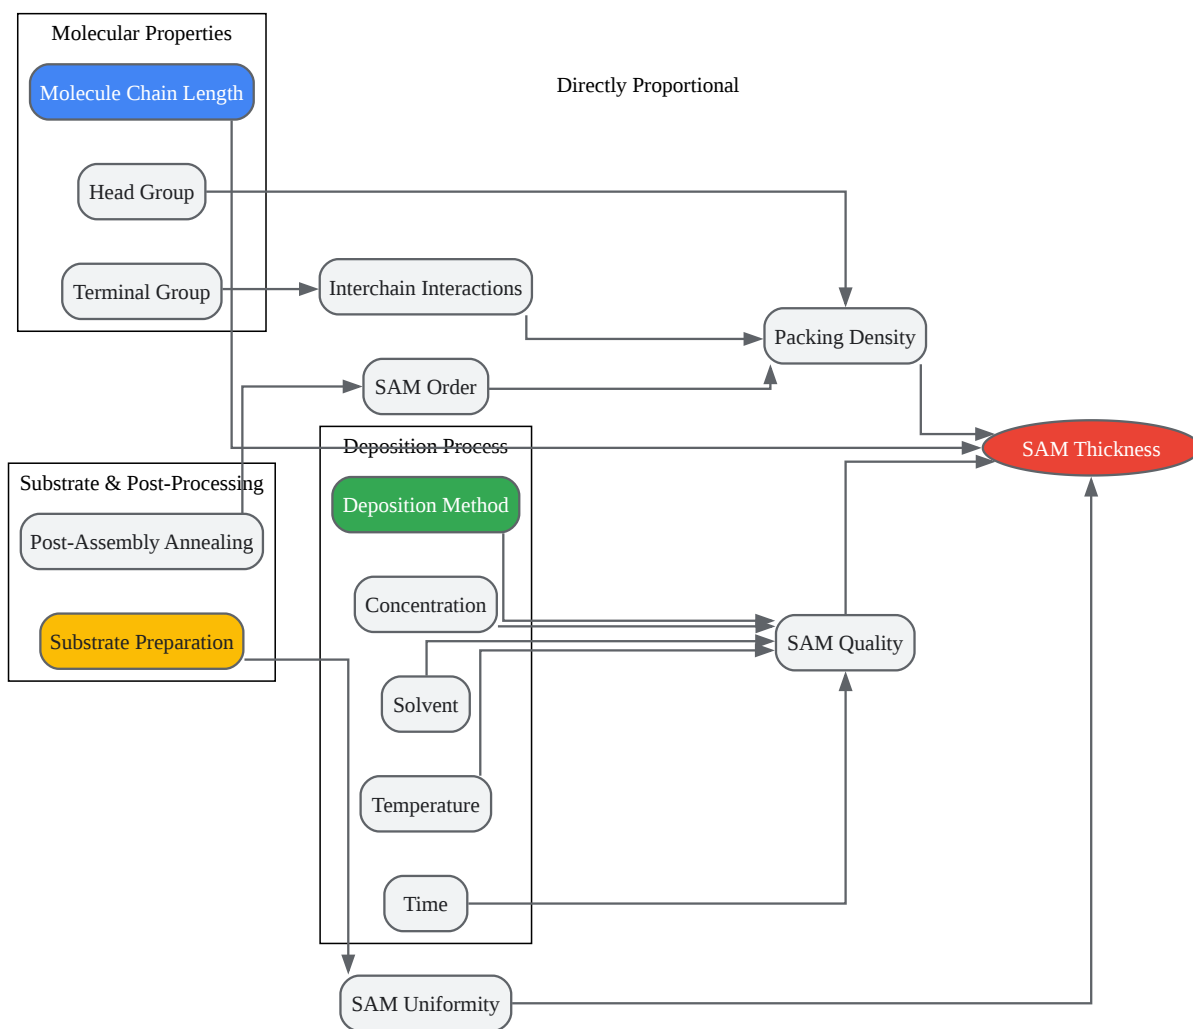 Molecular Properties
Molecule Chain Length
Directly Proportional
Head Group
Terminal Group
Interchain Interactions
Packing Density
SAM Order
Deposition Process
SAM Thickness
Substrate & Post-Processing
Deposition Method
Post-Assembly Annealing
Concentration
Substrate Preparation
SAM Quality
Solvent
Temperature
Time
SAM Uniformity